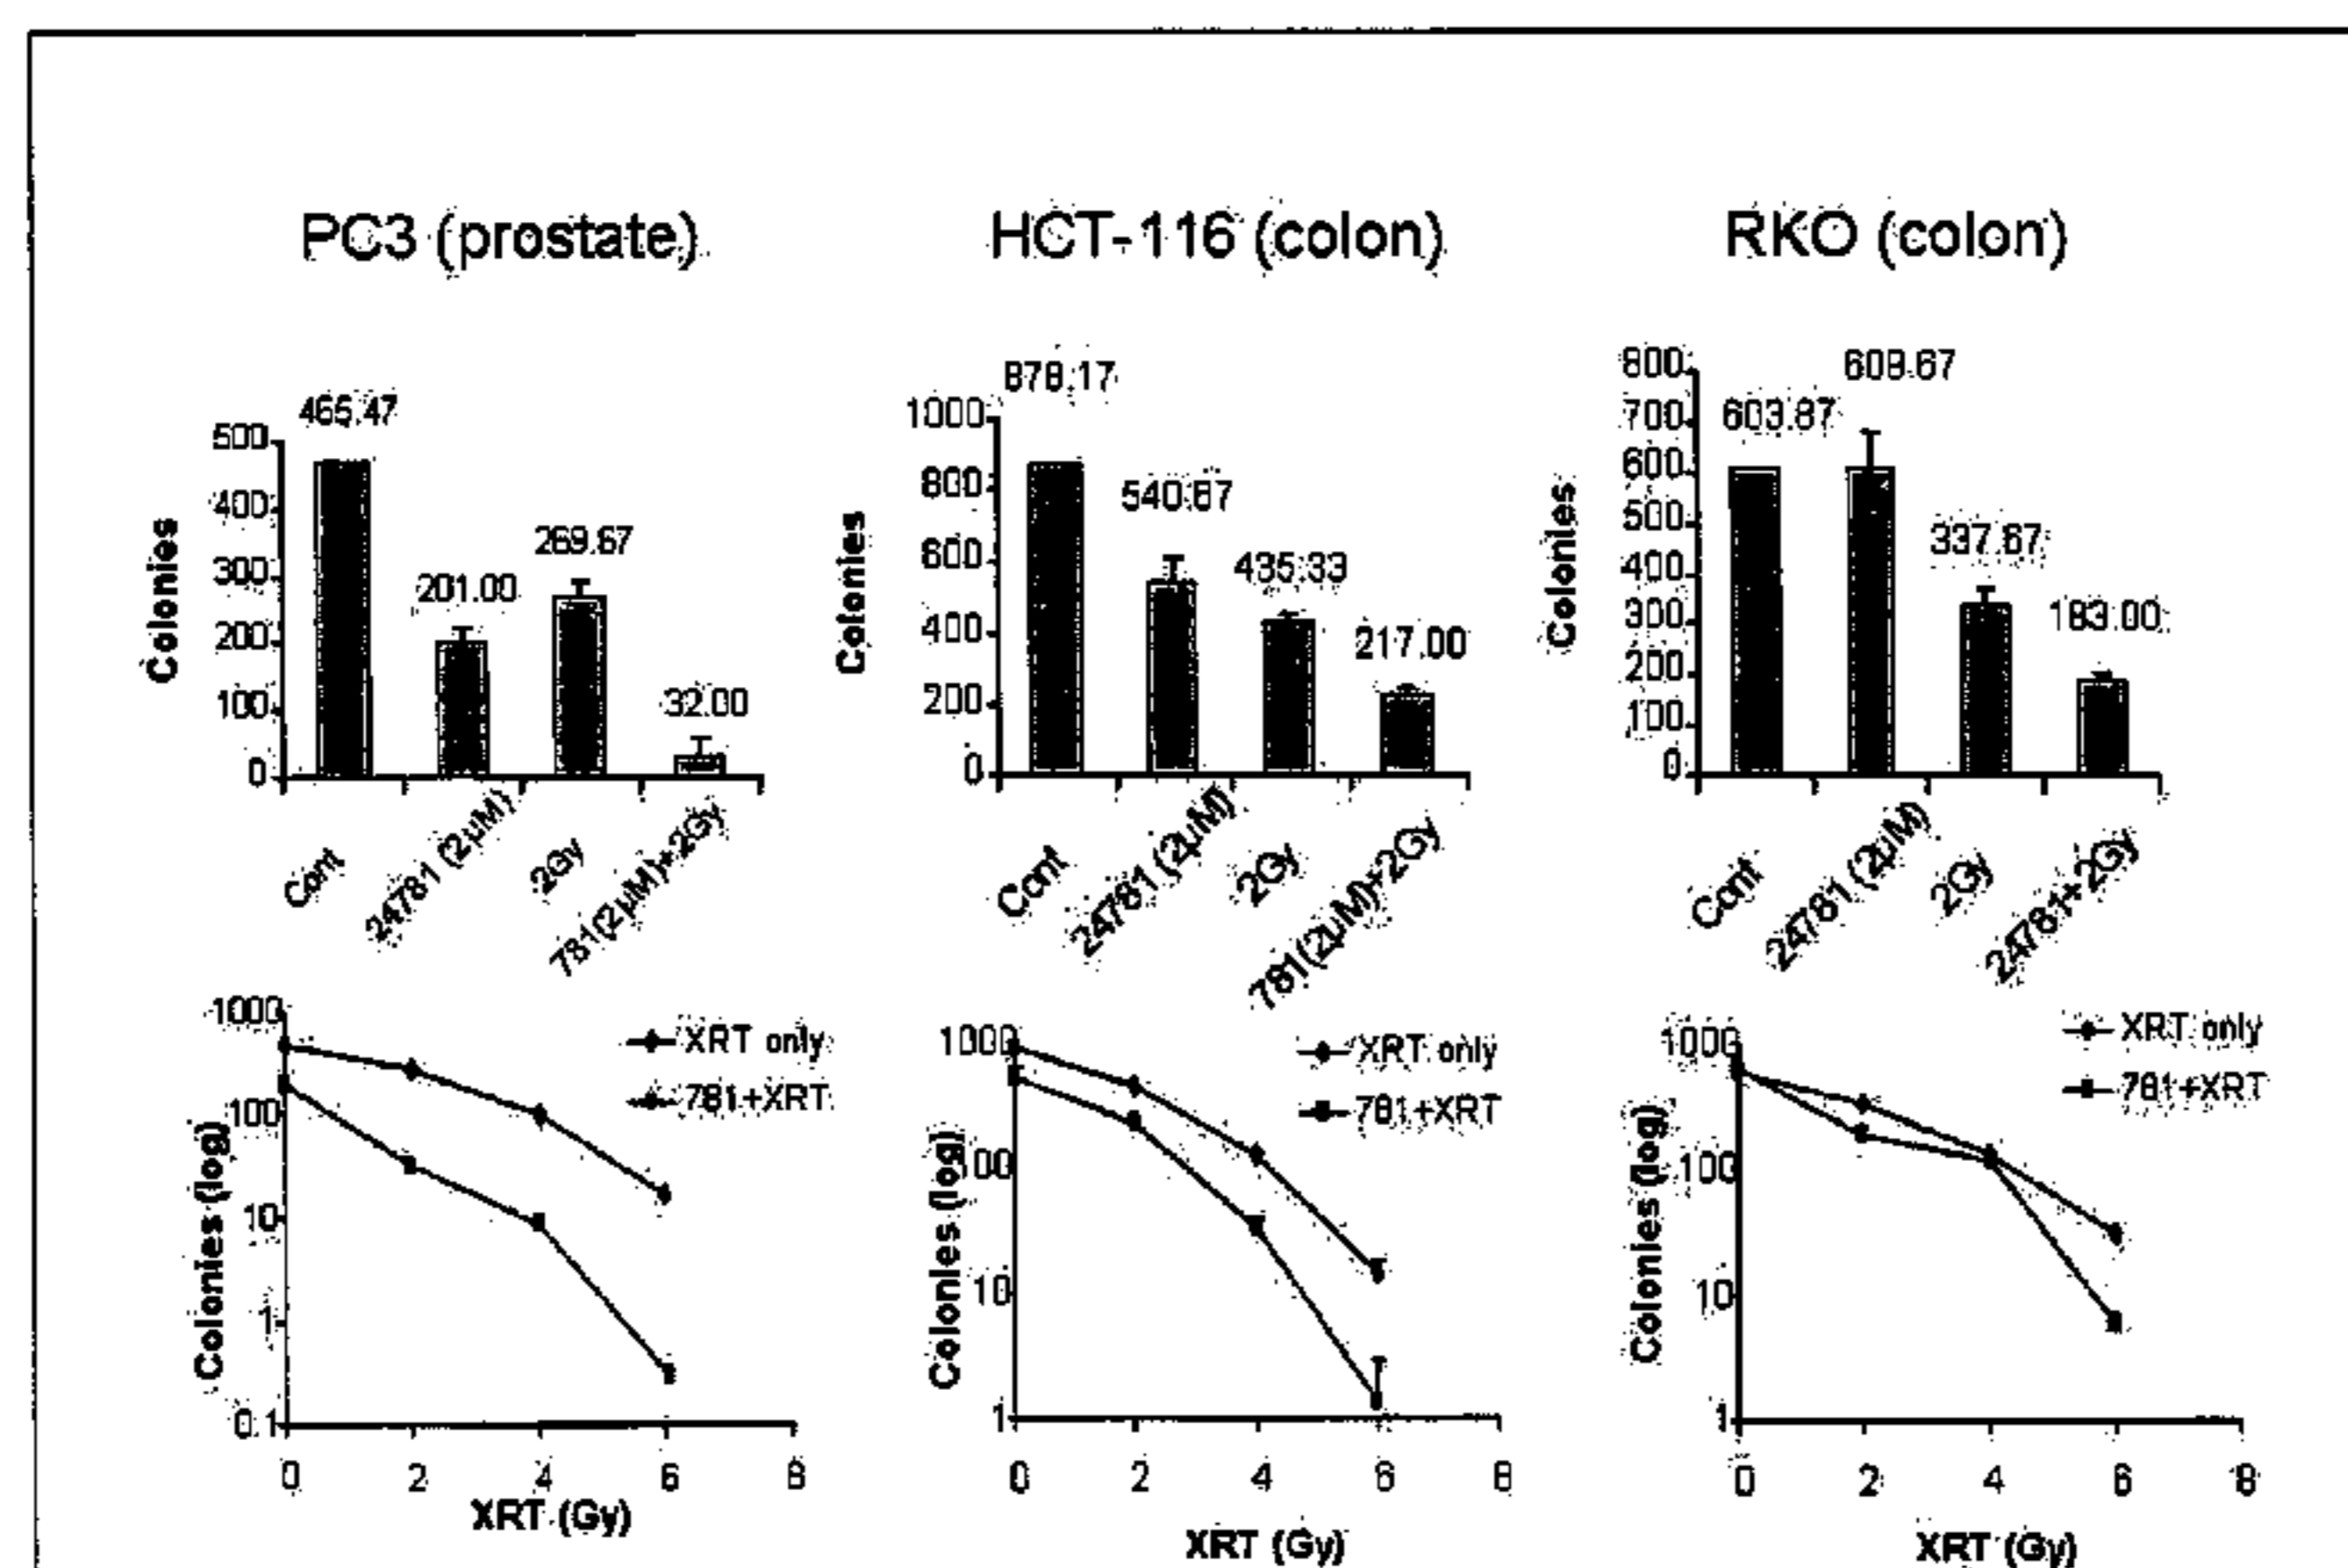 PC3 (prostate)
HCT-116 (colon)
RKO (colon)
465.47
201.00
269.67
32.00
500
400
300
200
100
0
Colonies
Cont
24781 (2µM)
2Gy
781(2µM)+2Gy
878.17
540.67
435.33
217.00
1000
800
600
400
200
0
Colonies
Cont
24781 (2µM)
2Gy
781(2µM)+2Gy
603.67
609.67
337.67
183.00
800
700
600
500
400
300
200
100
0
Colonies
Cont
24781 (2µM)
2Gy
24781+2Gy
1000
100
10
1
0.1
Colonies (log)
XRT only
781+XRT
0 2 4 6 8
XRT (Gy)
1000
100
10
1
Colonies (log)
XRT only
781+XRT
0 2 4 6 8
XRT (Gy)
1000
100
10
1
Colonies (log)
XRT only
781+XRT
0 2 4 6 8
XRT (Gy)